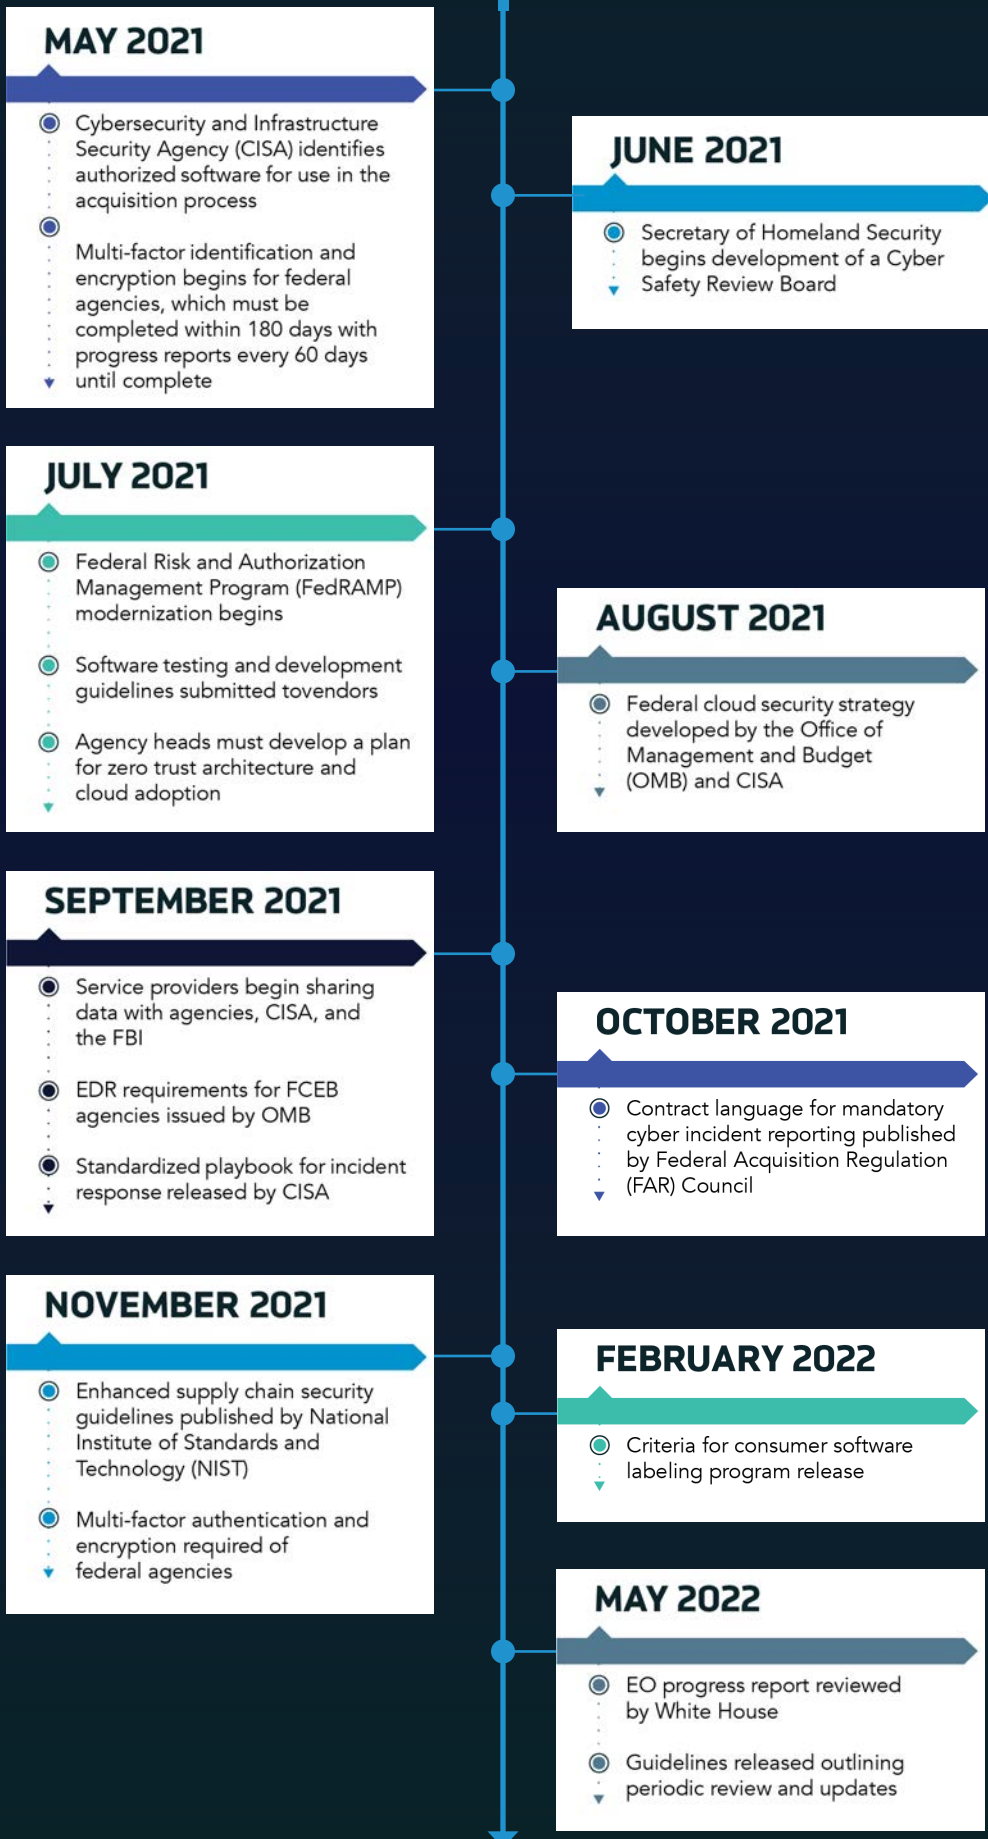 MAY 2021
Cybersecurity and Infrastructure
Security Agency (CISA) identifies
authorized software for use in the
acquisition process
Multi-factor identification and
encryption begins for federal
agencies, which must be
completed within 180 days with
progress reports every 60 days
until complete
JUNE 2021
Secretary of Homeland Security
begins development of a Cyber
Safety Review Board
JULY 2021
Federal Risk and Authorization
Management Program (FedRAMP)
modernization begins
Software testing and development
guidelines submitted tovendors
Agency heads must develop a plan
for zero trust architecture and
cloud adoption
AUGUST 2021
Federal cloud security strategy
developed by the Office of
Management and Budget
(OMB) and CISA
SEPTEMBER 2021
Service providers begin sharing
data with agencies, CISA, and
the FBI
EDR requirements for FCEB
agencies issued by OMB
Standardized playbook for incident
response released by CISA
OCTOBER 2021
Contract language for mandatory
cyber incident reporting published
by Federal Acquisition Regulation
(FAR) Council
NOVEMBER 2021
Enhanced supply chain security
guidelines published by National
Institute of Standards and
Technology (NIST)
Multi-factor authentication and
encryption required of
federal agencies
FEBRUARY 2022
Criteria for consumer software
labeling program release
MAY 2022
EO progress report reviewed
by White House
Guidelines released outlining
periodic review and updates